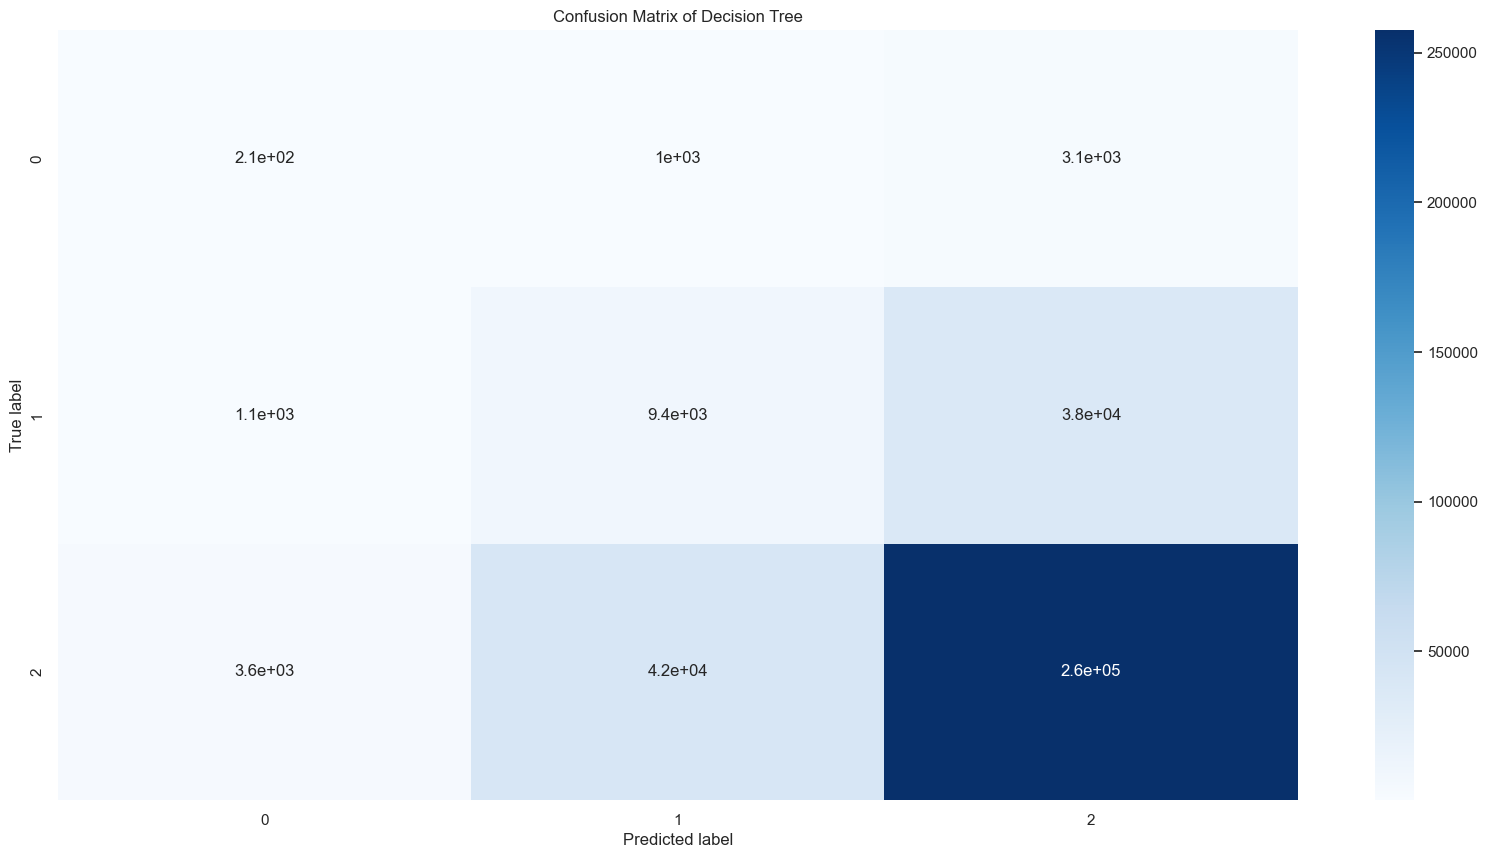 Confusion Matrix of Decision Tree
True label
0
2.1e+02
1e+03
3.1e+03
1
1.1e+03
9.4e+03
3.8e+04
2
3.6e+03
4.2e+04
2.6e+05
0
1
2
Predicted label
250000
200000
150000
100000
50000